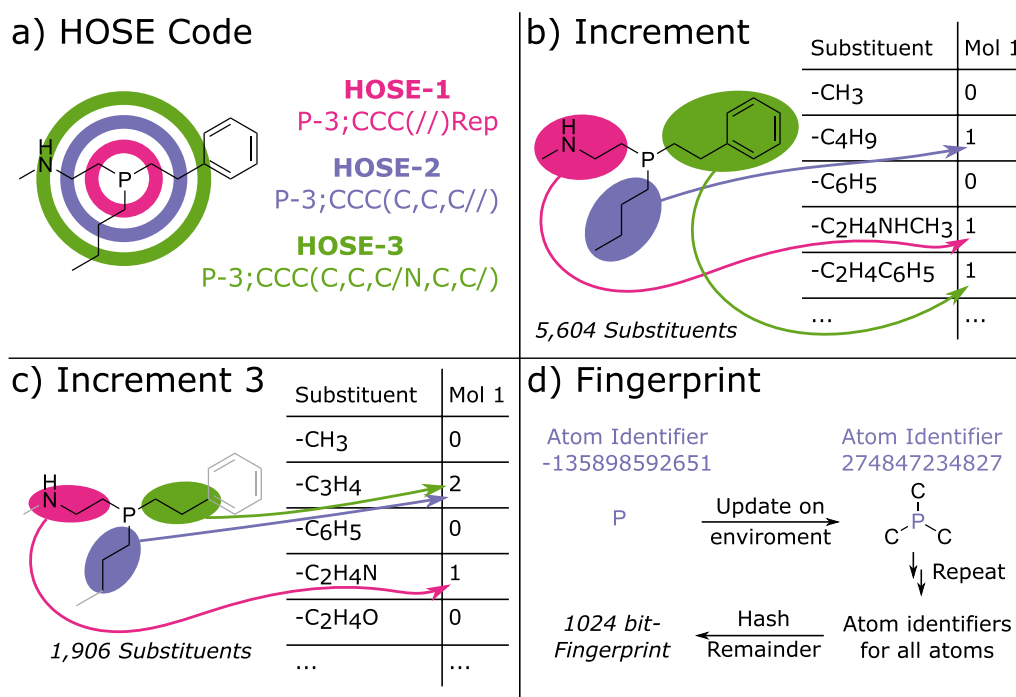 a) HOSE Code
HOSE-1
P-3;CCC(//)Rep
HOSE-2
P-3;CCC(C,C,C//)
HOSE-3
P-3;CCC(C,C,C/N,C,C/)
H
N
P
b) Increment
Substituent Mol 1
-CH3 0
-C4H9 1
-C6H5 0
-C2H4NHCH3 1
-C2H4C6H5 1
... ...
H
N
P
5,604 Substituents
c) Increment 3
Substituent Mol 1
-CH3 0
-C3H4 2
-C6H5 0
-C2H4N 1
-C2H4O 0
... ...
H
N
P
1,906 Substituents
d) Fingerprint
Atom Identifier
-135898592651
P
Update on
enviroment
Atom Identifier
274847234827
C
P
C C
Repeat
Atom identifiers
for all atoms
Hash
Remainder
1024 bit-
Fingerprint